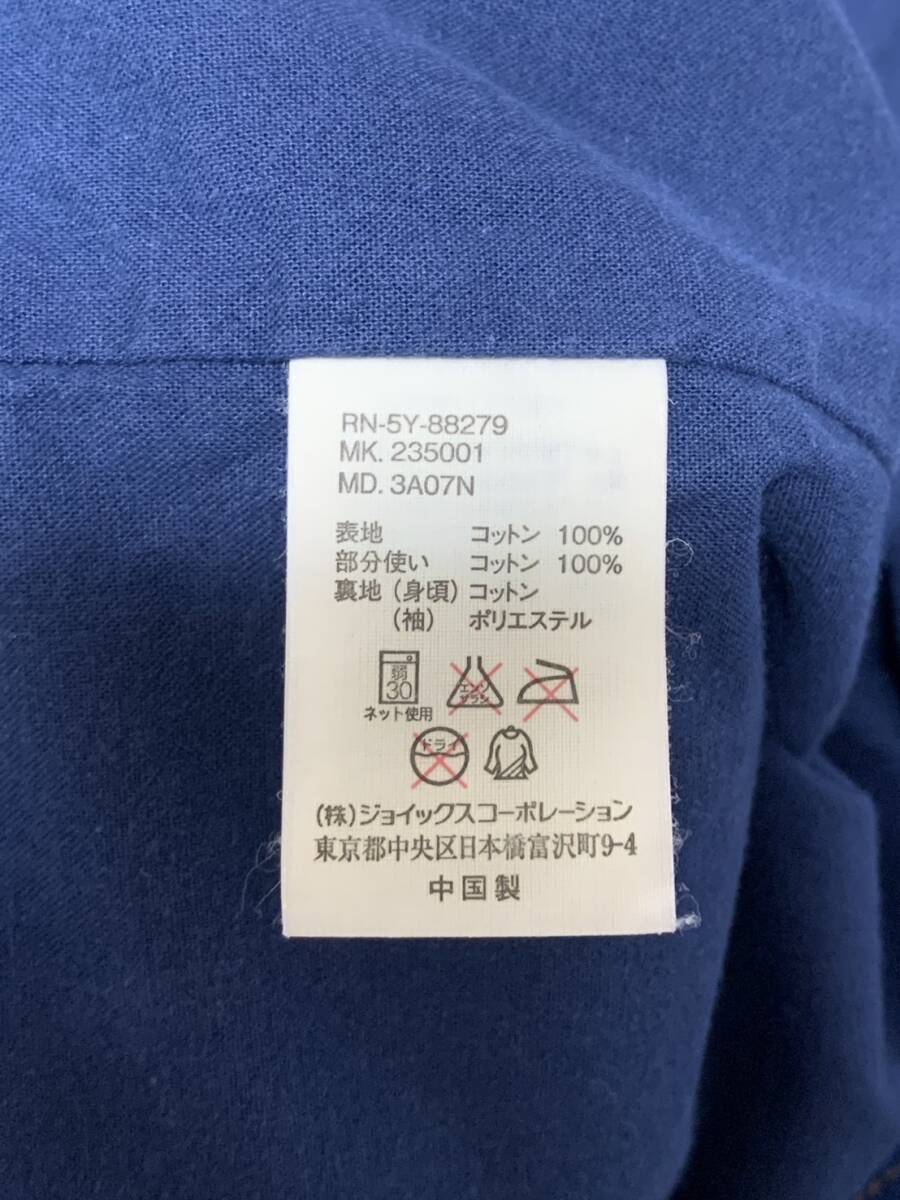 RN-5Y-88279
MK. 235001
MD. 3A07N
表地 コットン 100%
部分使い コットン 100%
裏地 (身頃) コットン
(袖) ポリエステル
弱
30
ネット使用
エンソ
サラシ
ドライ
(株)ジョイックスコーポレーション
東京都中央区日本橋富沢町9-4
中国製